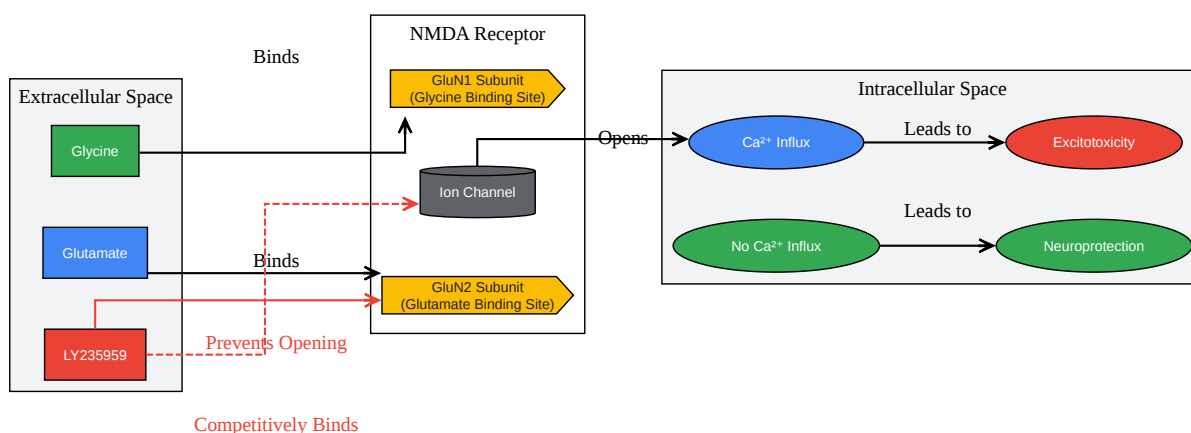 NMDA Receptor
Binds
GluN1 Subunit
(Glycine Binding Site)
Extracellular Space
Intracellular Space
Glycine
Opens
Ca²⁺ Influx
Leads to
Excitotoxicity
Ion Channel
Glutamate
Binds
No Ca²⁺ Influx
Leads to
Neuroprotection
GluN2 Subunit
(Glutamate Binding Site)
LY235959
Prevents Opening
Competitively Binds